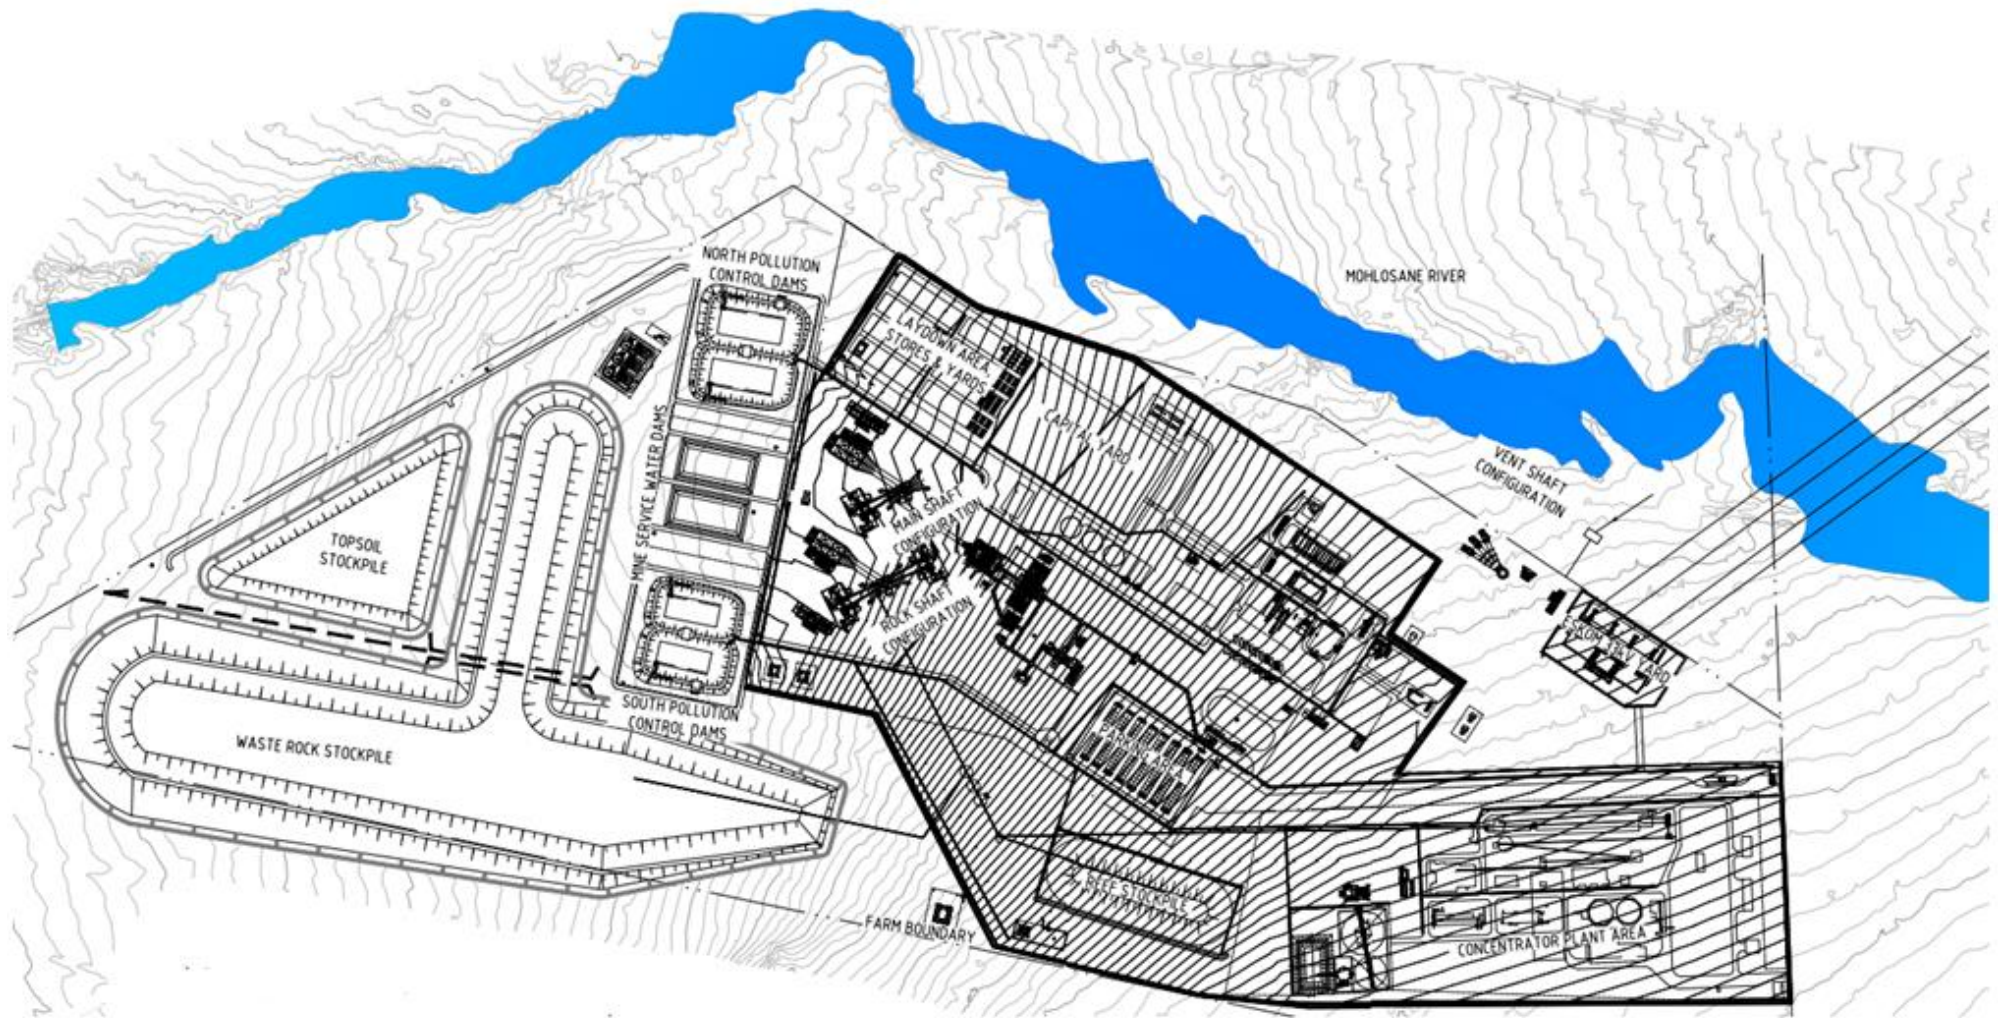 NORTH POLLUTION
CONTROL DAMS
MOHLOSANE RIVER
LAYDOWN AREA
STORES & YARDS
CAPITAL YARD
VENT SHAFT
CONFIGURATION
MINE SERVICE WATER DAMS
MAIN SHAFT
CONFIGURATION
TOPSOIL
STOCKPILE
ROCK SHAFT
CONFIGURATION
YARD
SOUTH POLLUTION
CONTROL DAMS
WASTE ROCK STOCKPILE
PARKING AREA
REEF STOCKPILE
FARM BOUNDARY
CONCENTRATOR PLANT AREA